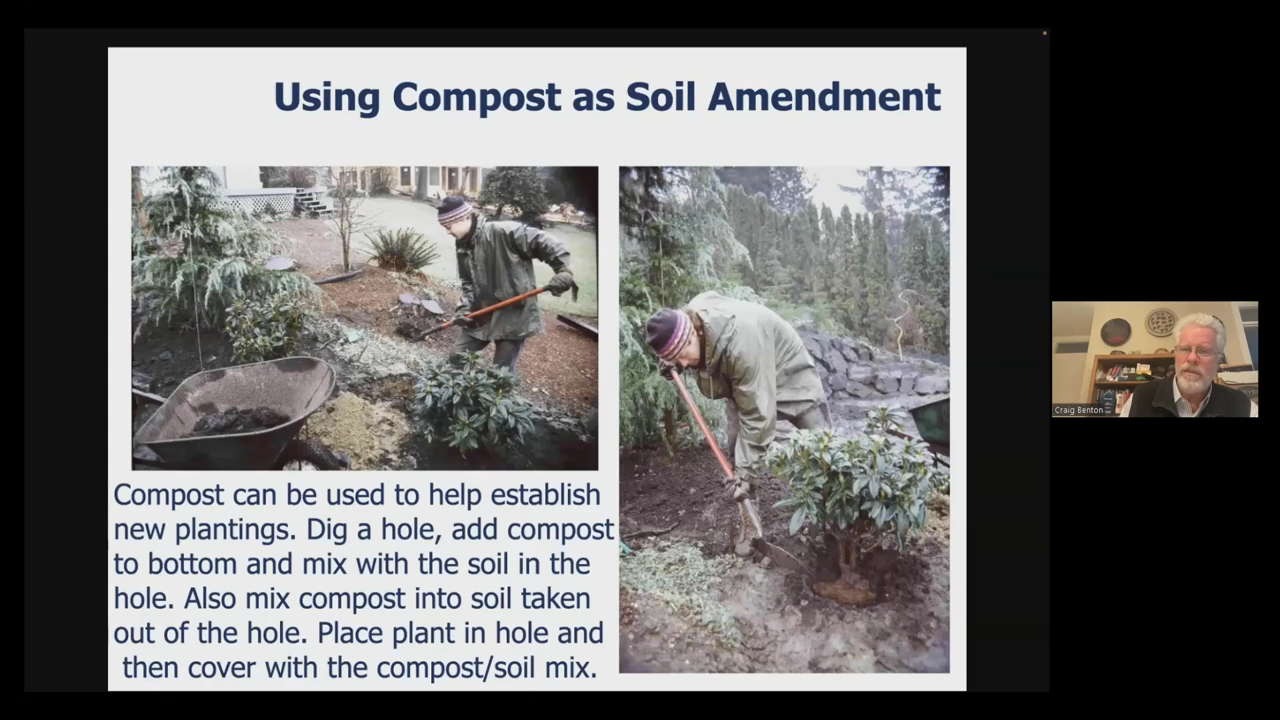 Using Compost as Soil Amendment
Compost can be used to help establish
new plantings. Dig a hole, add compost
to bottom and mix with the soil in the
hole. Also mix compost into soil taken
out of the hole. Place plant in hole and
then cover with the compost/soil mix.
Craig Benton